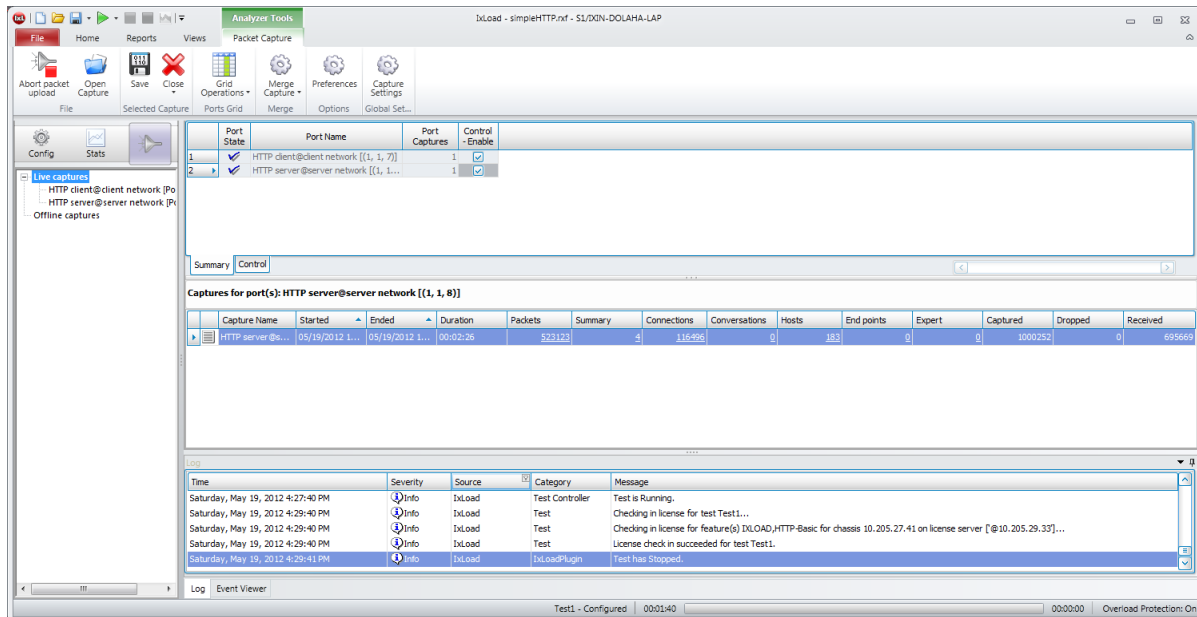 IxLoad - simpleHTTP.rxf - S1/IXIN-DOLAHA-LAP
Analyzer Tools
File Home Reports Views Packet Capture
Abort packet upload
Open Capture
Save
Close
Grid Operations
Merge Capture
Preferences
Capture Settings
File Selected Capture Ports Grid Merge Options Global Set...
Config Stats
Live captures
HTTP client@client network [Po
HTTP server@server network [Po
Offline captures
Port State Port Name Port Captures Control - Enable
1 HTTP client@client network [(1, 1, 7)] 1
2 HTTP server@server network [(1, 1... 1
Summary Control
Captures for port(s): HTTP server@server network [(1, 1, 8)]
Capture Name Started Ended Duration Packets Summary Connections Conversations Hosts End points Expert Captured Dropped Received
HTTP server@s... 05/19/2012 1... 05/19/2012 1... 00:02:26 523123 4 116496 0 183 0 0 1000252 0 695669
Log
Time Severity Source Category Message
Saturday, May 19, 2012 4:27:40 PM Info IxLoad Test Controller Test is Running.
Saturday, May 19, 2012 4:29:40 PM Info IxLoad Test Checking in license for test Test1...
Saturday, May 19, 2012 4:29:40 PM Info IxLoad Test Checking in license for feature(s) IXLOAD,HTTP-Basic for chassis 10.205.27.41 on license server ['@10.205.29.33']...
Saturday, May 19, 2012 4:29:40 PM Info IxLoad Test License check in succeeded for test Test1.
Saturday, May 19, 2012 4:29:41 PM Info IxLoad IxLoadPlugin Test has Stopped.
Log Event Viewer
Test1 - Configured 00:01:40 00:00:00 Overload Protection: On